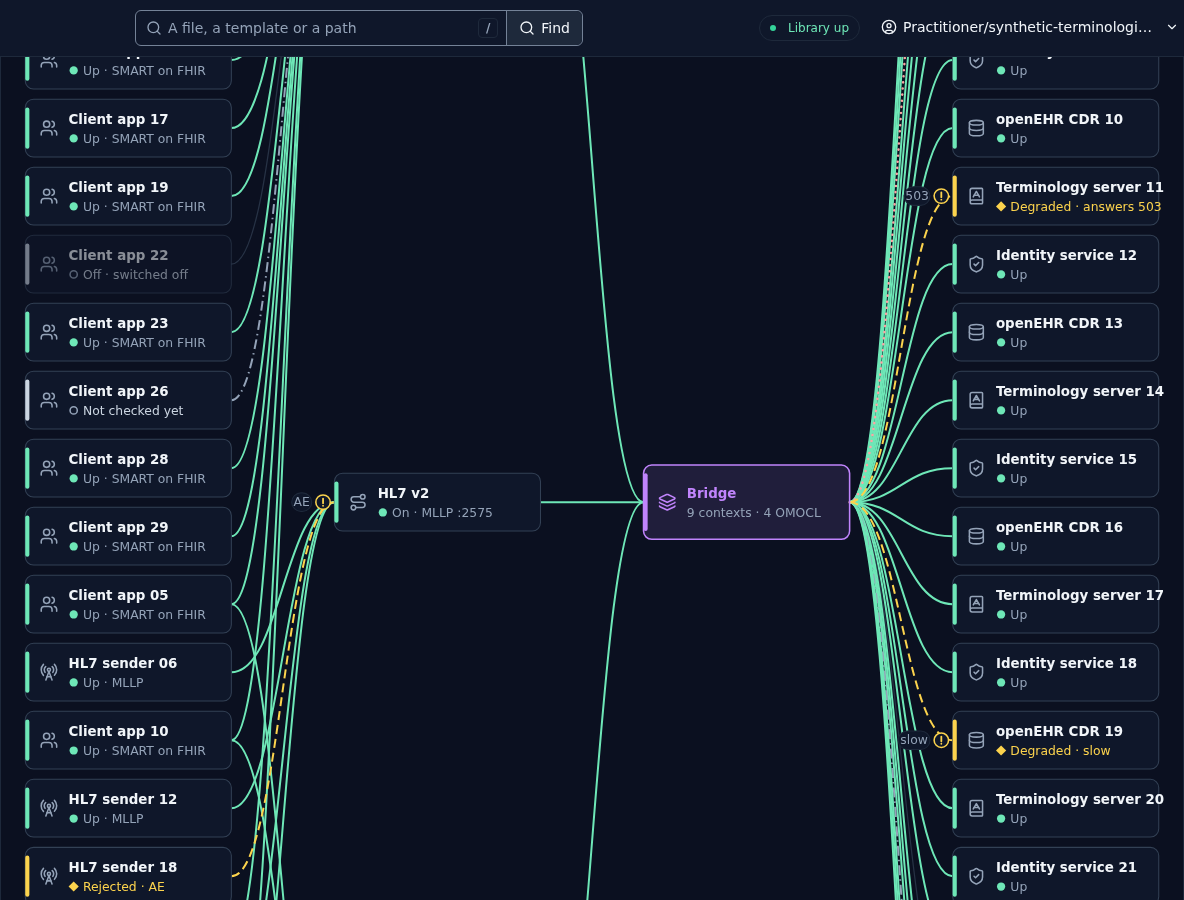 A file, a template or a path
/
Find
Library up
Practitioner/synthetic-terminologi…
Up · SMART on FHIR
Client app 17
Up · SMART on FHIR
Client app 19
Up · SMART on FHIR
Client app 22
Off · switched off
Client app 23
Up · SMART on FHIR
Client app 26
Not checked yet
Client app 28
Up · SMART on FHIR
Client app 29
Up · SMART on FHIR
Client app 05
Up · SMART on FHIR
HL7 sender 06
Up · MLLP
Client app 10
Up · SMART on FHIR
HL7 sender 12
Up · MLLP
HL7 sender 18
Rejected · AE
AE
HL7 v2
On · MLLP :2575
Bridge
9 contexts · 4 OMOCL
Up
openEHR CDR 10
Up
503
Terminology server 11
Degraded · answers 503
Identity service 12
Up
openEHR CDR 13
Up
Terminology server 14
Up
Identity service 15
Up
openEHR CDR 16
Up
Terminology server 17
Up
Identity service 18
Up
slow
openEHR CDR 19
Degraded · slow
Terminology server 20
Up
Identity service 21
Up